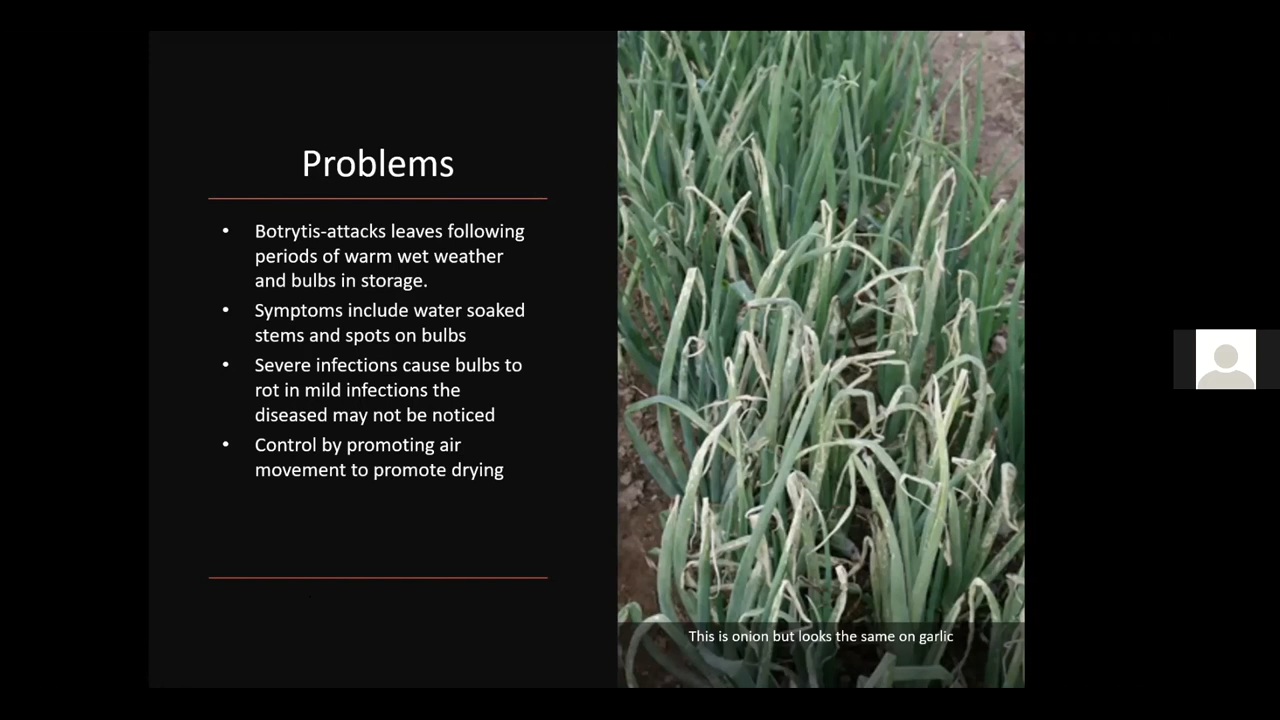 Problems
• Botrytis-attacks leaves following
periods of warm wet weather
and bulbs in storage.
• Symptoms include water soaked
stems and spots on bulbs
• Severe infections cause bulbs to
rot in mild infections the
diseased may not be noticed
• Control by promoting air
movement to promote drying
This is onion but looks the same on garlic